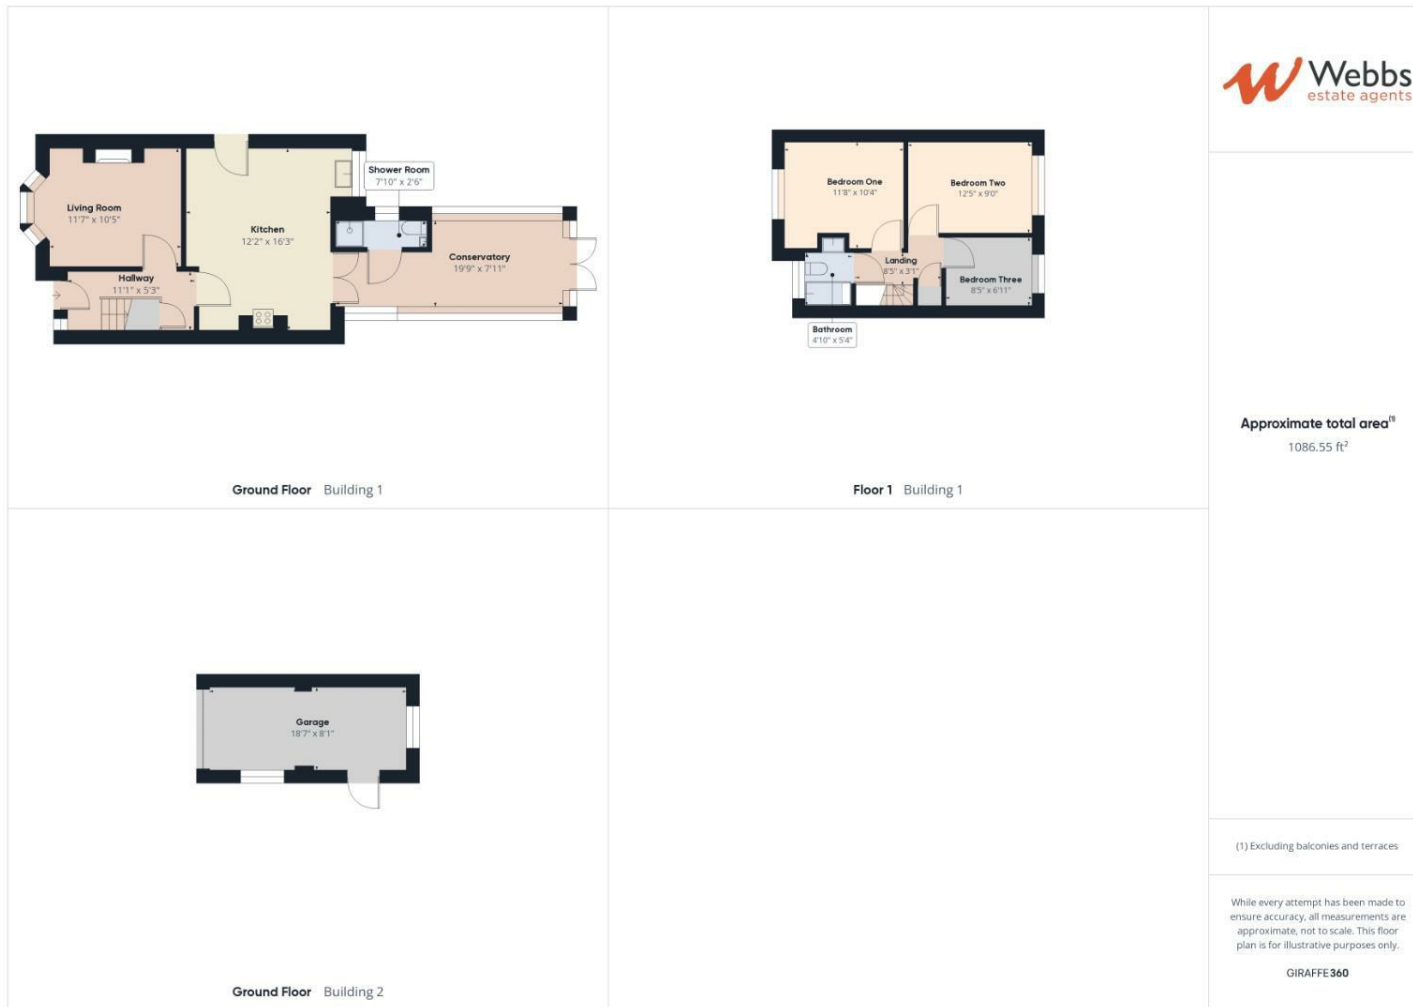 Living Room
11'7" x 10'5"
Hallway
11'1" x 5'3"
Kitchen
12'2" x 16'3"
Shower Room
7'10" x 2'6"
Conservatory
19'9" x 7'11"
Ground Floor Building 1
Bedroom One
11'8" x 10'4"
Bedroom Two
12'5" x 9'0"
Landing
8'5" x 3'1"
Bedroom Three
8'5" x 6'11"
Bathroom
4'10" x 5'4"
Floor 1 Building 1
Garage
18'7" x 8'1"
Ground Floor Building 2
Webbs
estate agents
Approximate total area(1)
1086.55 ft²
(1) Excluding balconies and terraces
While every attempt has been made to
ensure accuracy, all measurements are
approximate, not to scale. This floor
plan is for illustrative purposes only.
GIRAFFE360